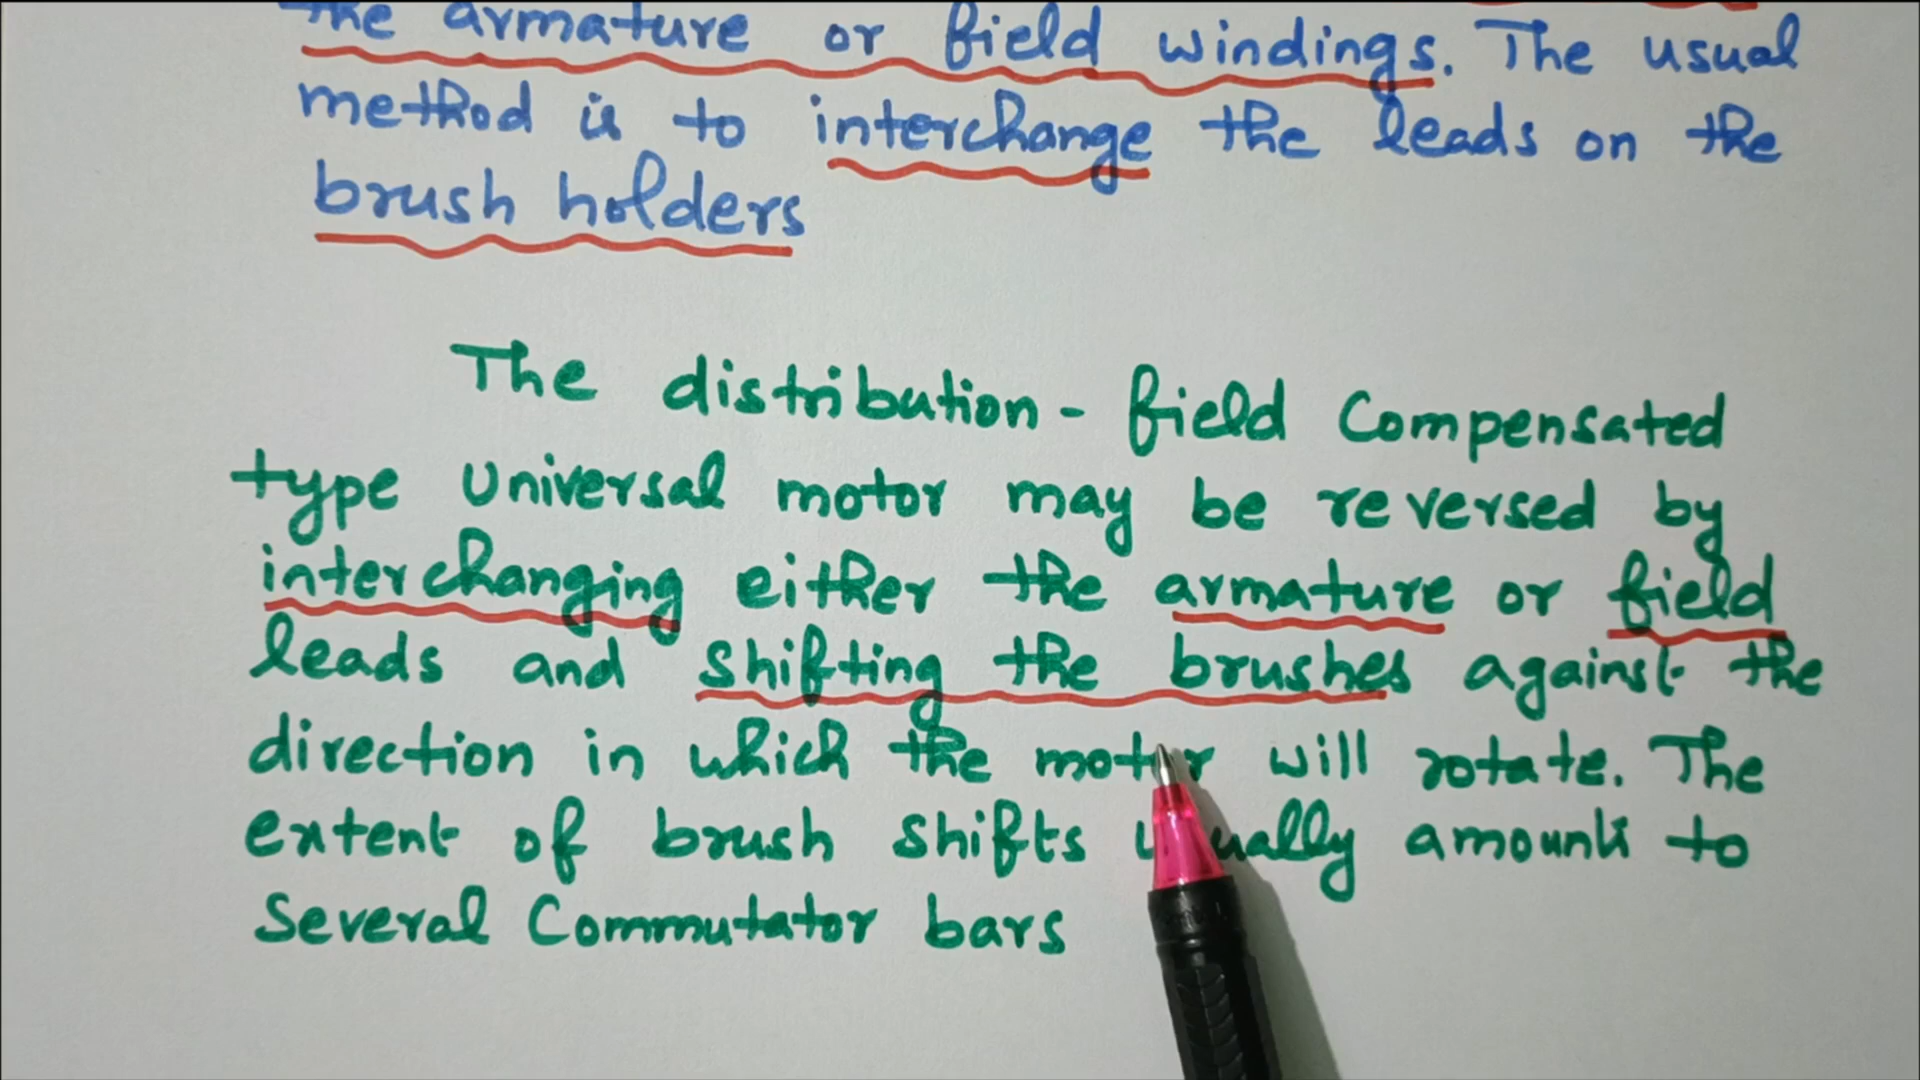 the armature or field windings. The usual
method is to interchange the leads on the
brush holders
The distribution - field Compensated
type Universal motor may be reversed by
interchanging either the armature or field
leads and shifting the brushes against the
direction in which the motor will rotate. The
extent of brush shifts usually amounts to
Several Commutator bars